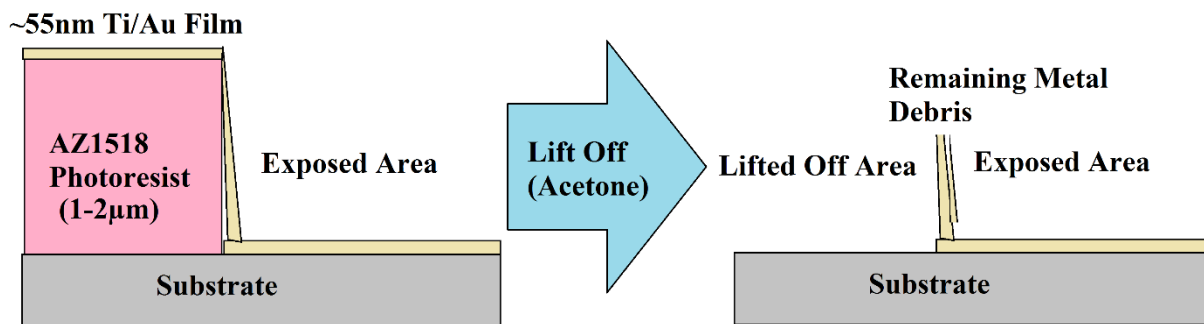 ~55nm Ti/Au Film
AZ1518
Photoresist
(1-2µm)
Exposed Area
Substrate
Lift Off
(Acetone)
Remaining Metal
Debris
Lifted Off Area
Exposed Area
Substrate